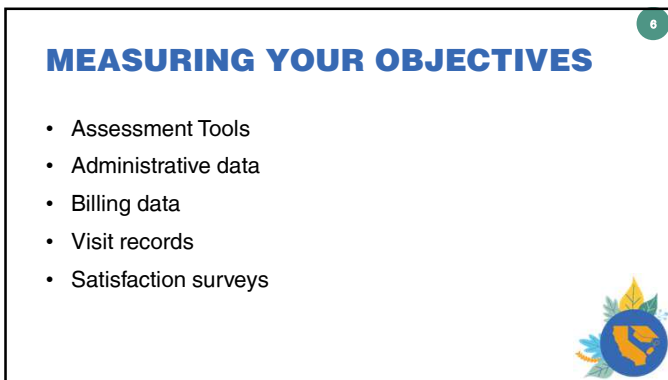 6
MEASURING YOUR OBJECTIVES
• Assessment Tools
• Administrative data
• Billing data
• Visit records
• Satisfaction surveys